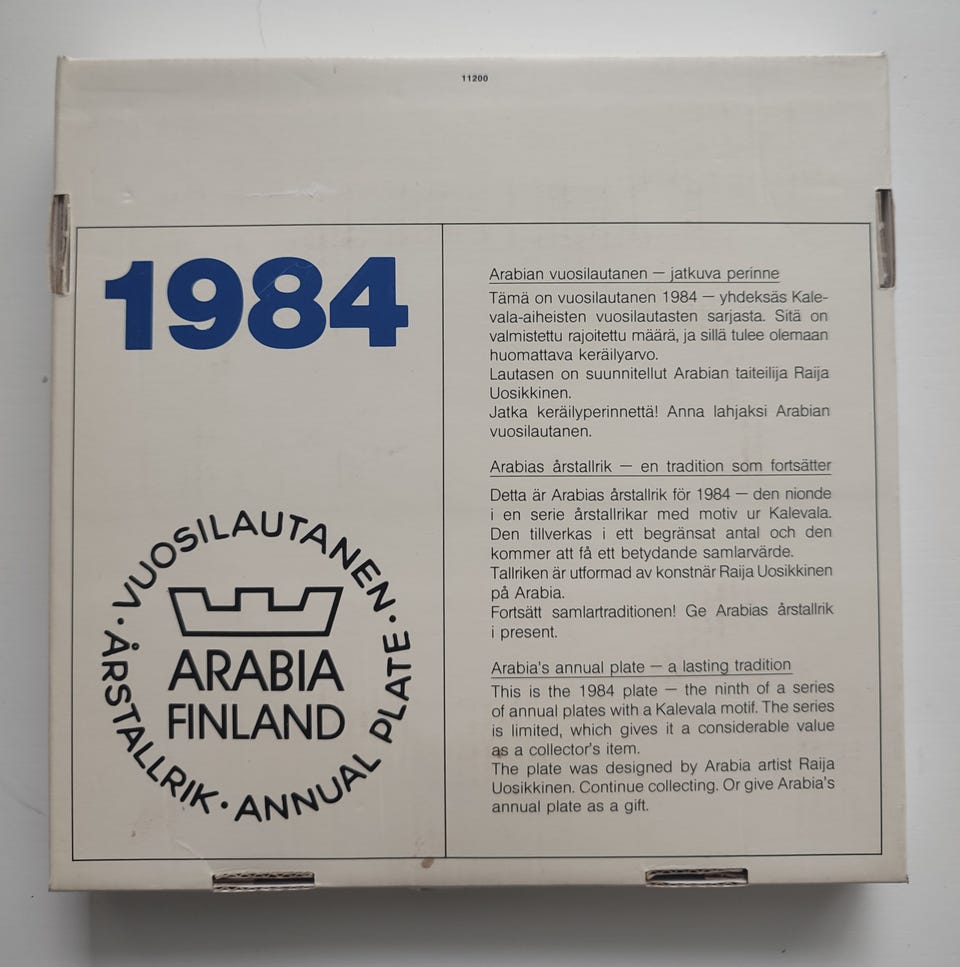 11200
1984
VUOSILAUTANEN · ANNUAL PLATE · ÅRSTALLRIK ·
ARABIA
FINLAND
Arabian vuosilautanen — jatkuva perinne
Tämä on vuosilautanen 1984 — yhdeksäs Kale-
vala-aiheisten vuosilautasten sarjasta. Sitä on
valmistettu rajoitettu määrä, ja sillä tulee olemaan
huomattava keräilyarvo.
Lautasen on suunnitellut Arabian taiteilija Raija
Uosikkinen.
Jatka keräilyperinnettä! Anna lahjaksi Arabian
vuosilautanen.
Arabias årstallrik — en tradition som fortsätter
Detta är Arabias årstallrik för 1984 — den nionde
i en serie årstallrikar med motiv ur Kalevala.
Den tillverkas i ett begränsat antal och den
kommer att få ett betydande samlarvärde.
Tallriken är utformad av konstnär Raija Uosikkinen
på Arabia.
Fortsätt samlartraditionen! Ge Arabias årstallrik
i present.
Arabia's annual plate — a lasting tradition
This is the 1984 plate — the ninth of a series
of annual plates with a Kalevala motif. The series
is limited, which gives it a considerable value
as a collector's item.
The plate was designed by Arabia artist Raija
Uosikkinen. Continue collecting. Or give Arabia's
annual plate as a gift.